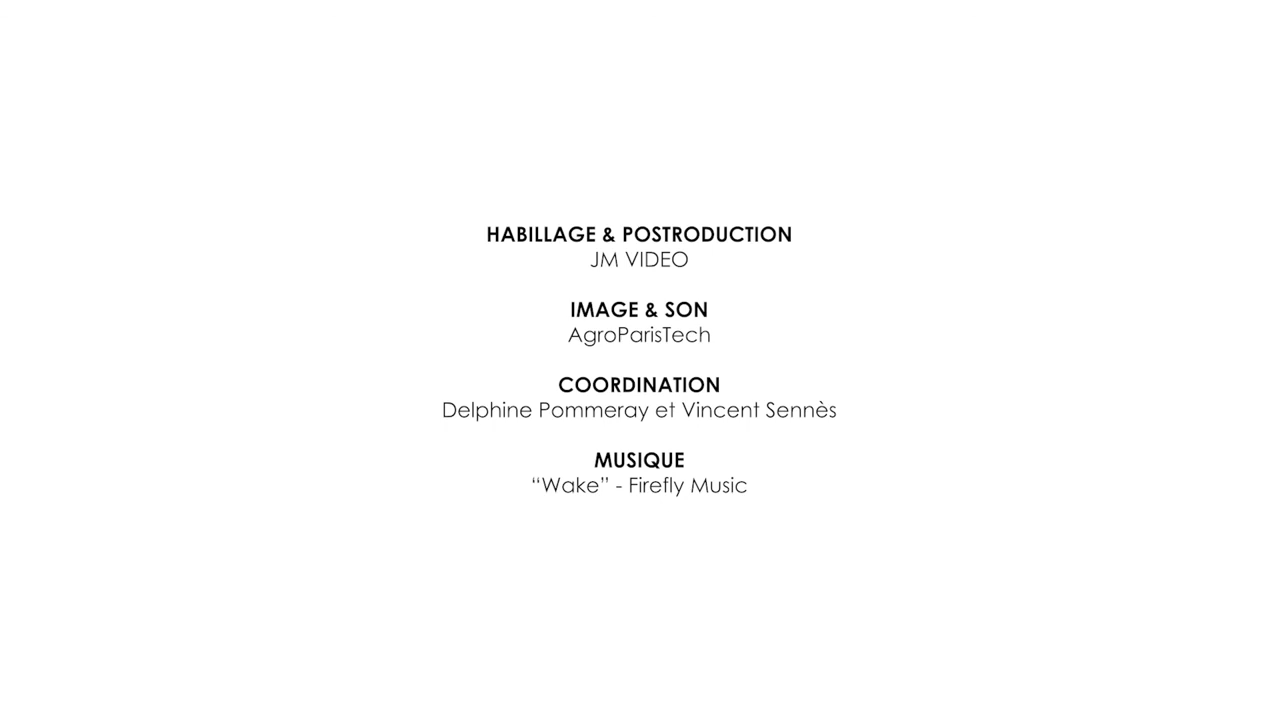 HABILLAGE & POSTRODUCTION
JM VIDEO
IMAGE & SON
AgroParisTech
COORDINATION
Delphine Pommeray et Vincent Sennès
MUSIQUE
“Wake” - Firefly Music